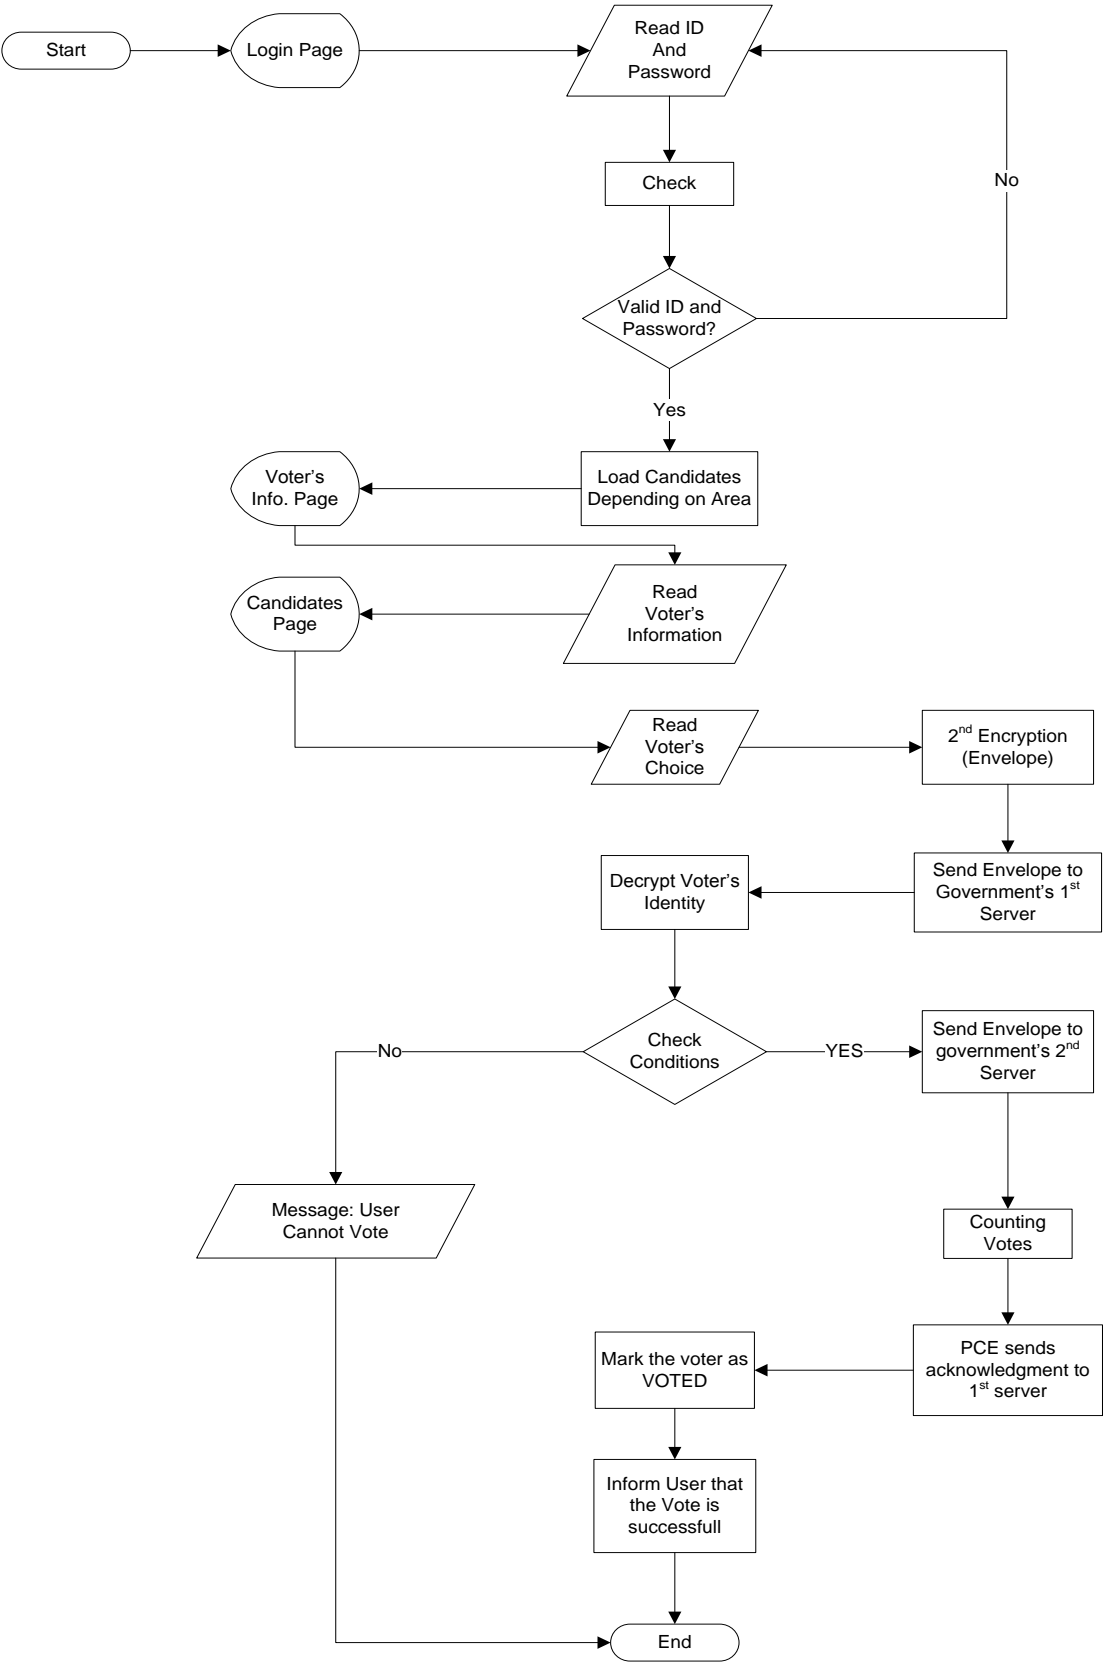 Start
Login Page
Read ID
And
Password
Check
No
Valid ID and
Password?
Yes
Load Candidates
Depending on Area
Voter's
Info. Page
Read
Voter's
Information
Candidates
Page
Read
Voter's
Choice
2nd Encryption
(Envelope)
Send Envelope to
Government's 1st
Server
Decrypt Voter's
Identity
Check
Conditions
No
YES
Send Envelope to
government's 2nd
Server
Message: User
Cannot Vote
Counting
Votes
PCE sends
acknowledgment to
1st server
Mark the voter as
VOTED
Inform User that
the Vote is
successfull
End